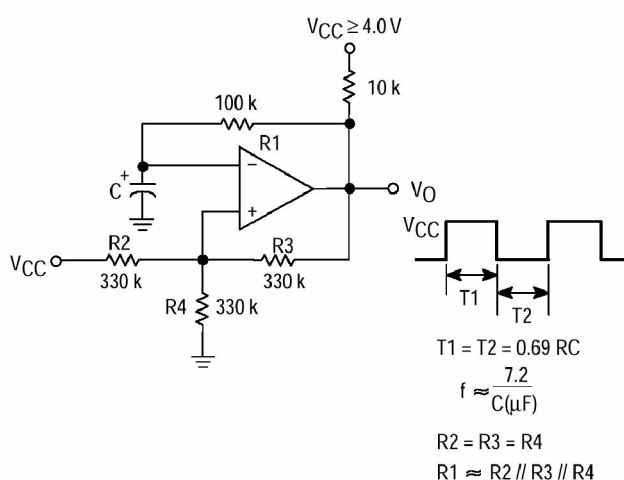 VCC ≥ 4.0 V
10 k
100 k
R1
−
+
C +
VO
VCC
R2
330 k
R3
330 k
R4
330 k
VCC
T1
T2
T1 = T2 = 0.69 RC
f ≈ 7.2
C(µF)
R2 = R3 = R4
R1 ≈ R2 // R3 // R4